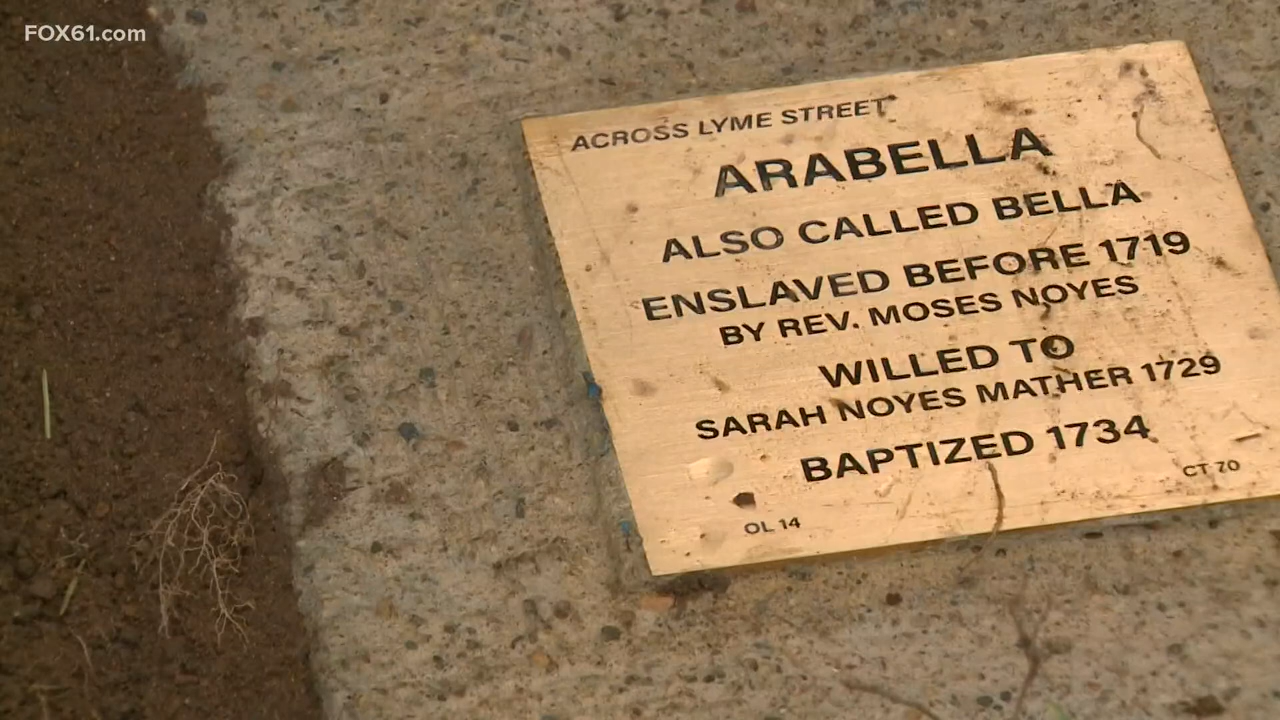 FOX61.com
ACROSS LYME STREET
ARABELLA
ALSO CALLED BELLA
ENSLAVED BEFORE 1719
BY REV. MOSES NOYES
WILLED TO
SARAH NOYES MATHER 1729
BAPTIZED 1734
OL 14
CT 70